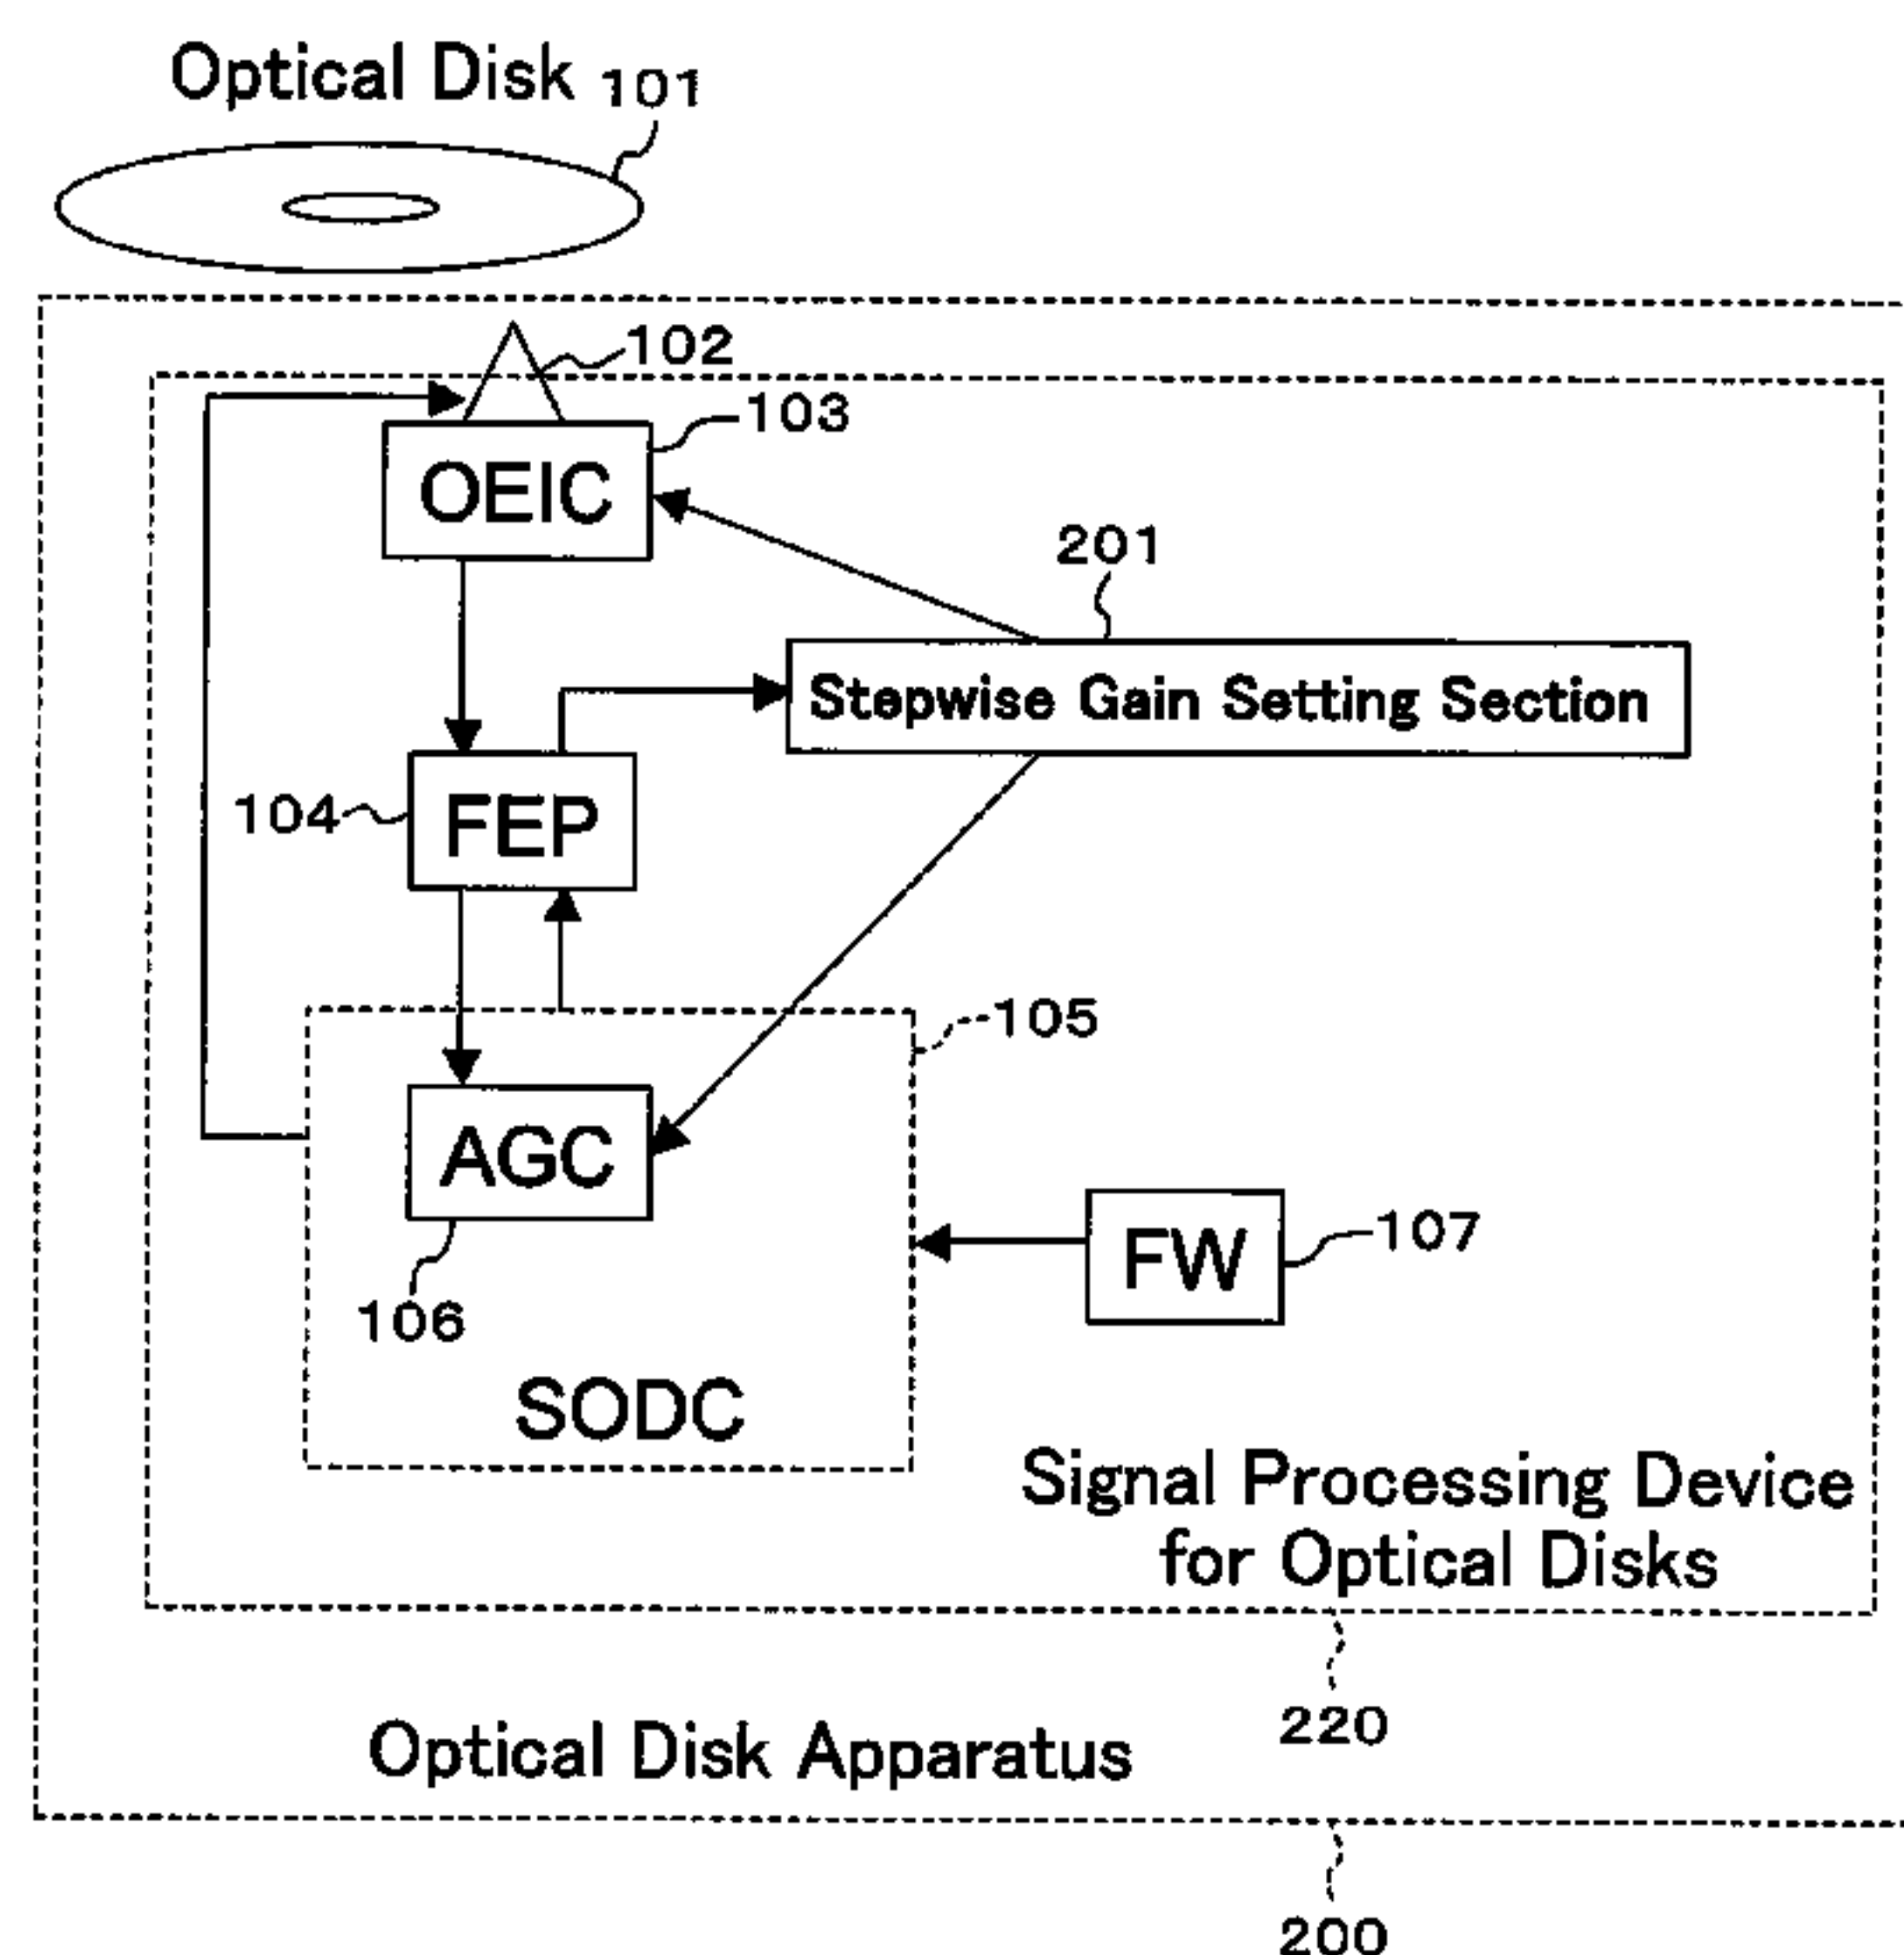 Optical Disk 101
102
103
OEIC
201
Stepwise Gain Setting Section
104
FEP
105
AGC
107
FW
106
SODC
Signal Processing Device
for Optical Disks
220
Optical Disk Apparatus
200